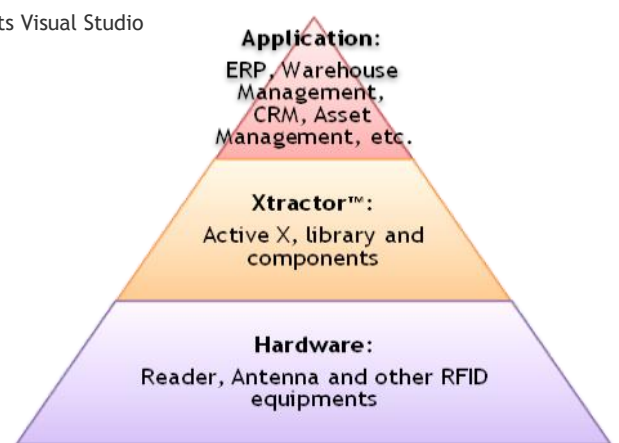 ts Visual Studio
Application:
ERP, Warehouse
Management,
CRM, Asset
Management, etc.
Xtractor™:
Active X, library and
components
Hardware:
Reader, Antenna and other RFID
equipments